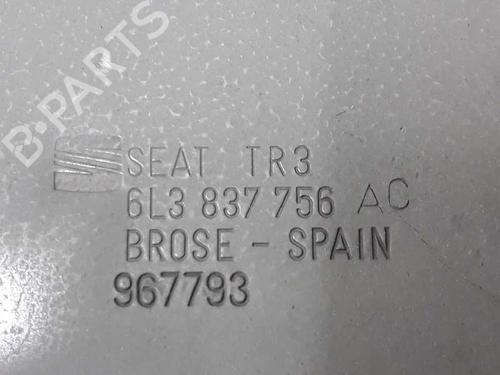 B-PARTS
SEAT TR3
6L3 837 756 AC
BROSE - SPAIN
967793